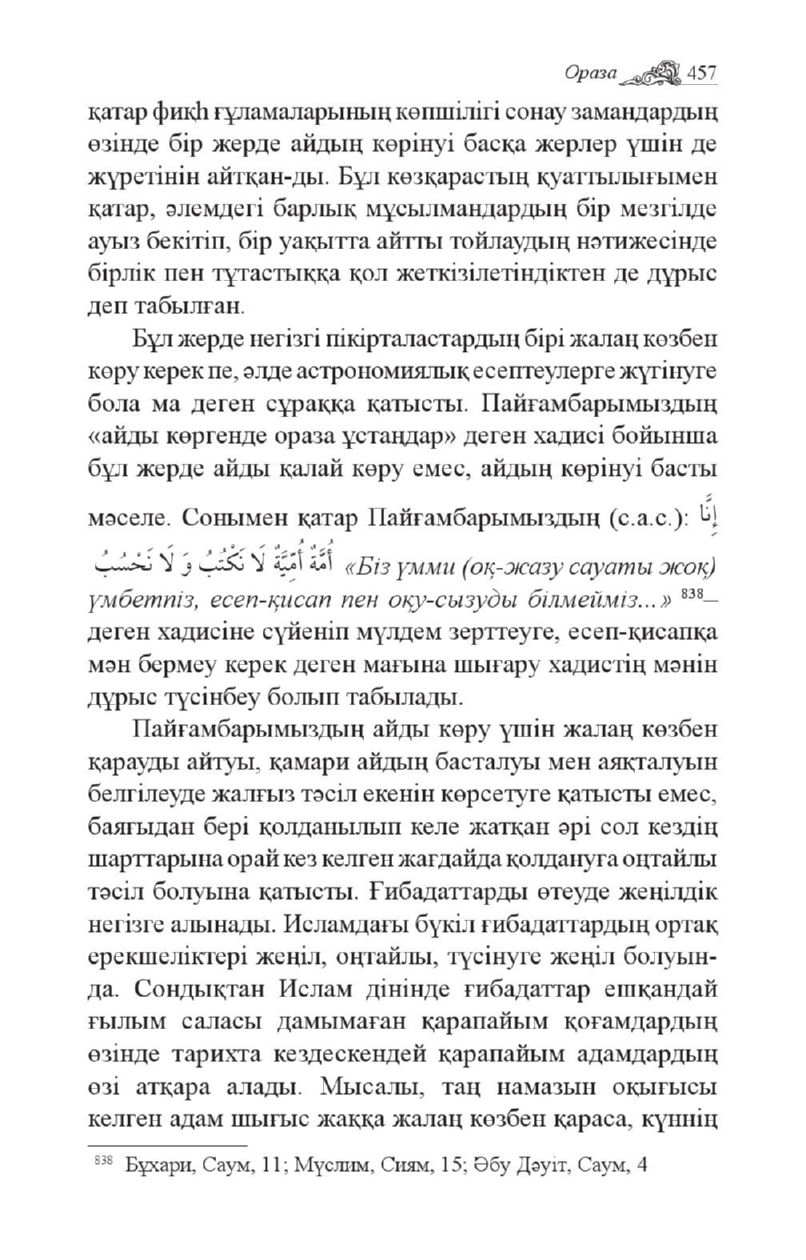 Ораза 457
қатар фиқһ ғұламаларының көпшілігі сонау замандардың
өзінде бір жерде айдың көрінуі басқа жерлер үшін де
жүретінін айтқан-ды. Бұл көзқарастың қуаттылығымен
қатар, әлемдегі барлық мұсылмандардың бір мезгілде
ауыз бекітіп, бір уақытта айтты тойлаудың нәтижесінде
бірлік пен тұтастыққа қол жеткізілетіндіктен де дұрыс
деп табылған.
Бұл жерде негізгі пікірталастардың бірі жалаң көзбен
көру керек пе, әлде астрономиялық есептеулерге жүгінуге
бола ма деген сұраққа қатысты. Пайғамбарымыздың
«айды көргенде ораза ұстаңдар» деген хадисі бойынша
бұл жерде айды қалай көру емес, айдың көрінуі басты
мәселе. Сонымен қатар Пайғамбарымыздың (с.а.с.): إِنَّا
أُمَّةٌ أُمِّيَّةٌ لَا نَكْتُبُ وَ لَا نَحْسُبُ «Біз үмми (оқ-жазу сауаты жоқ)
үмбетпіз, есеп-қисап пен оқу-сызуды білмейміз...» 838–
деген хадисіне сүйеніп мүлдем зерттеуге, есеп-қисапқа
мән бермеу керек деген мағына шығару хадистің мәнін
дұрыс түсінбеу болып табылады.
Пайғамбарымыздың айды көру үшін жалаң көзбен
қарауды айтуы, қамари айдың басталуы мен аяқталуын
белгілеуде жалғыз тәсіл екенін көрсетуге қатысты емес,
баяғыдан бері қолданылып келе жатқан әрі сол кездің
шарттарына орай кез келген жағдайда қолдануға оңтайлы
тәсіл болуына қатысты. Ғибадаттарды өтеуде жеңілдік
негізге алынады. Исламдағы бүкіл ғибадаттардың ортақ
ерекшеліктері жеңіл, оңтайлы, түсінуге жеңіл болуын-
да. Сондықтан Ислам дінінде ғибадаттар ешқандай
ғылым саласы дамымаған қарапайым қоғамдардың
өзінде тарихта кездескендей қарапайым адамдардың
өзі атқара алады. Мысалы, таң намазын оқығысы
келген адам шығыс жаққа жалаң көзбен қараса, күннің
838 Бұхари, Саум, 11; Мүслим, Сиям, 15; Әбу Дәуіт, Саум, 4